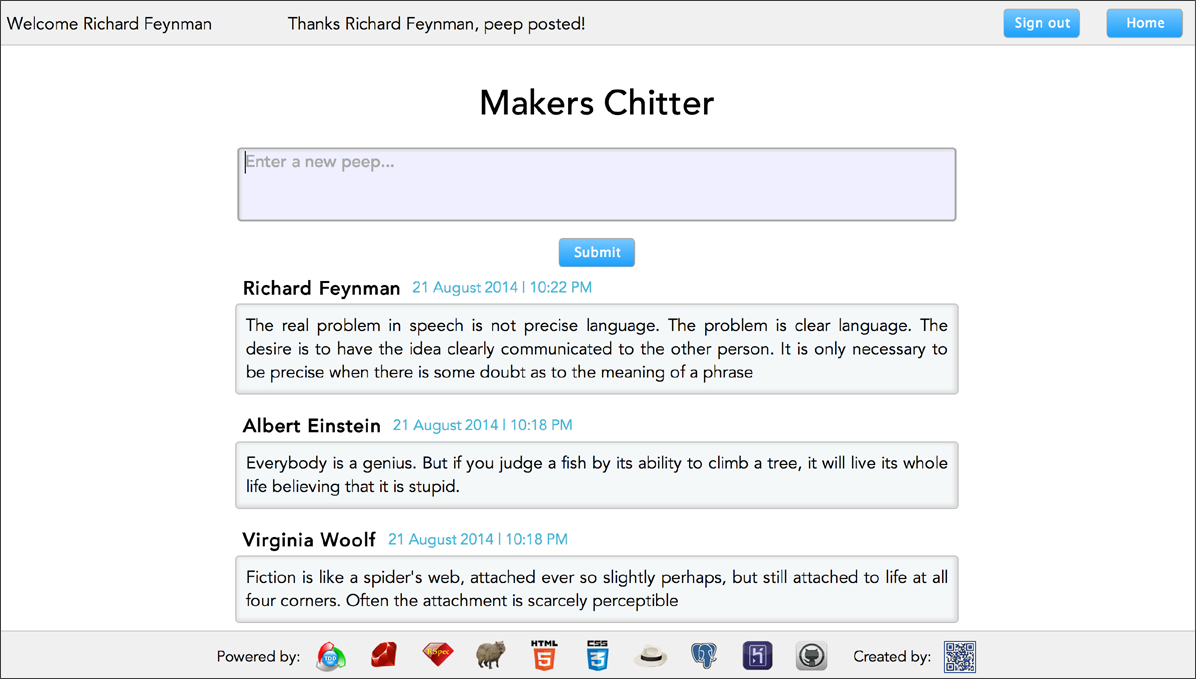 Welcome Richard Feynman
Thanks Richard Feynman, peep posted!
Sign out
Home
Makers Chitter
Enter a new peep...
Submit
Richard Feynman 21 August 2014 | 10:22 PM
The real problem in speech is not precise language. The problem is clear language. The
desire is to have the idea clearly communicated to the other person. It is only necessary to
be precise when there is some doubt as to the meaning of a phrase
Albert Einstein 21 August 2014 | 10:18 PM
Everybody is a genius. But if you judge a fish by its ability to climb a tree, it will live its whole
life believing that it is stupid.
Virginia Woolf 21 August 2014 | 10:18 PM
Fiction is like a spider's web, attached ever so slightly perhaps, but still attached to life at all
four corners. Often the attachment is scarcely perceptible
Powered by:
TDD
RSpec
HTML
5
CSS
3
Created by: